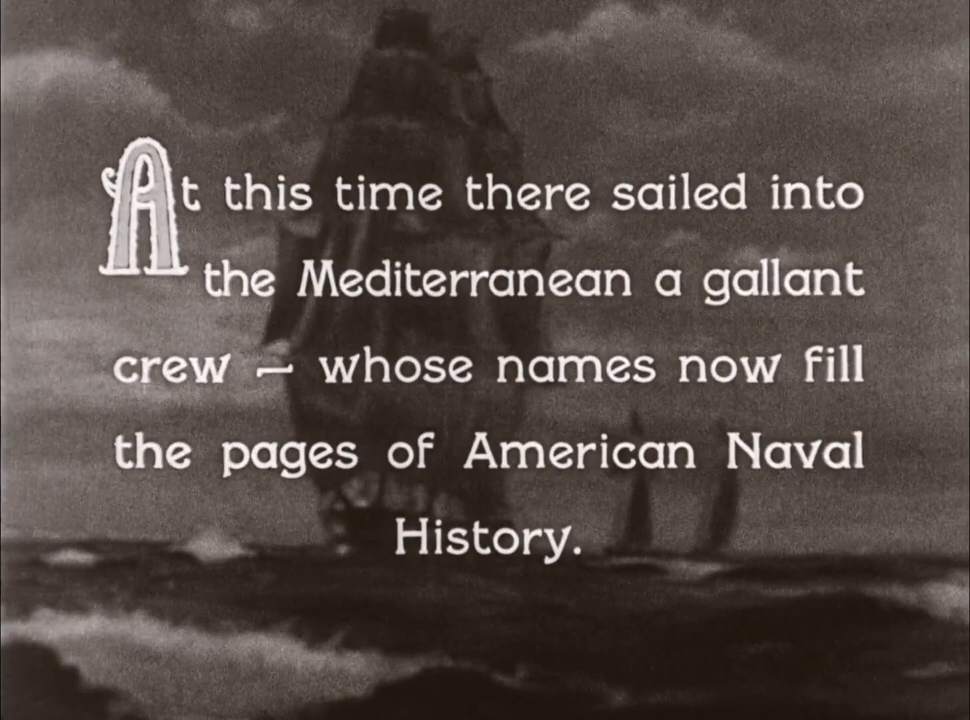 At this time there sailed into
the Mediterranean a gallant
crew — whose names now fill
the pages of American Naval
History.